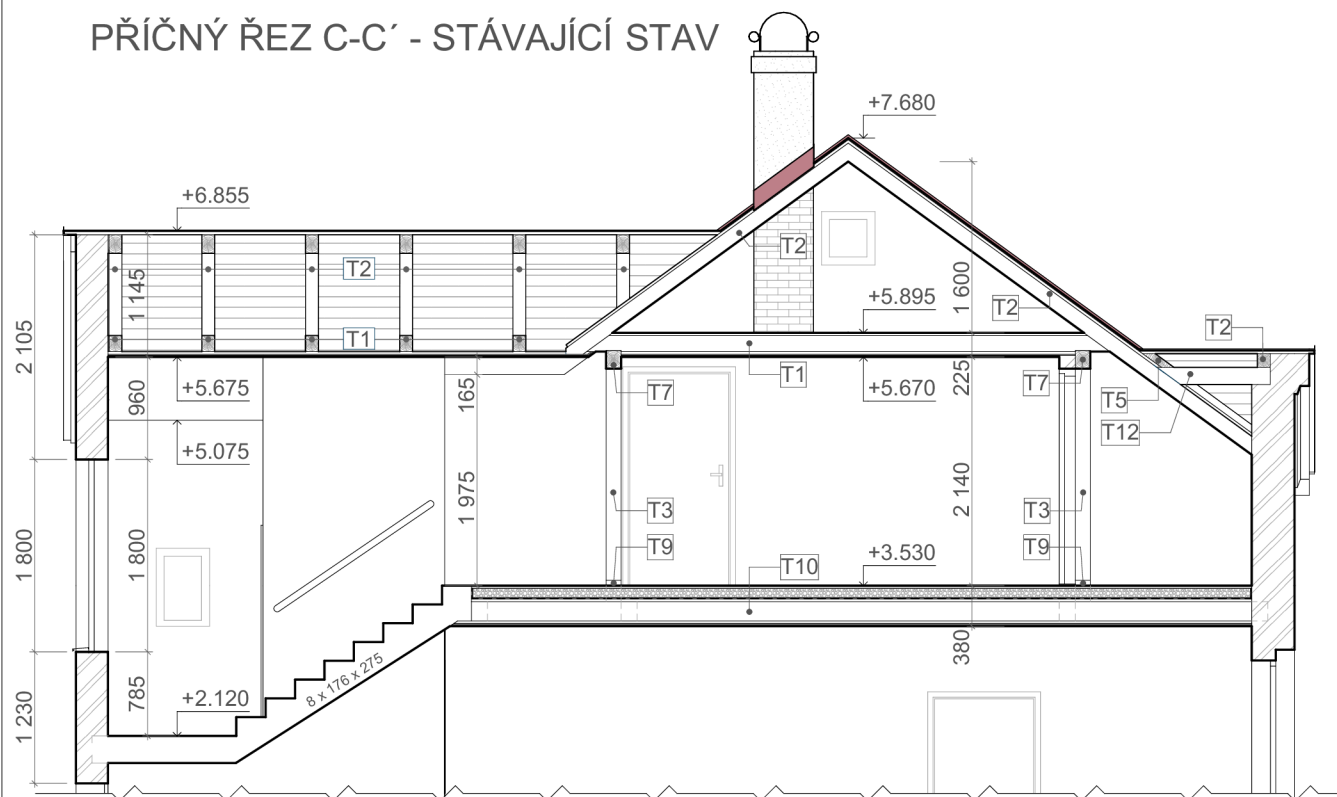 PŘÍČNÝ ŘEZ C-C´ - STÁVAJÍCÍ STAV
+7.680
+6.855
T2
T2
1 145
2 105
T1
+5.895
1 600
T2
T2
T1
+5.675
960
165
T7
+5.670
225
T7
T5
T12
+5.075
1 975
2 140
T3
T3
1 800
1 800
T9
T10
+3.530
T9
380
8 x 176 x 275
785
+2.120
1 230